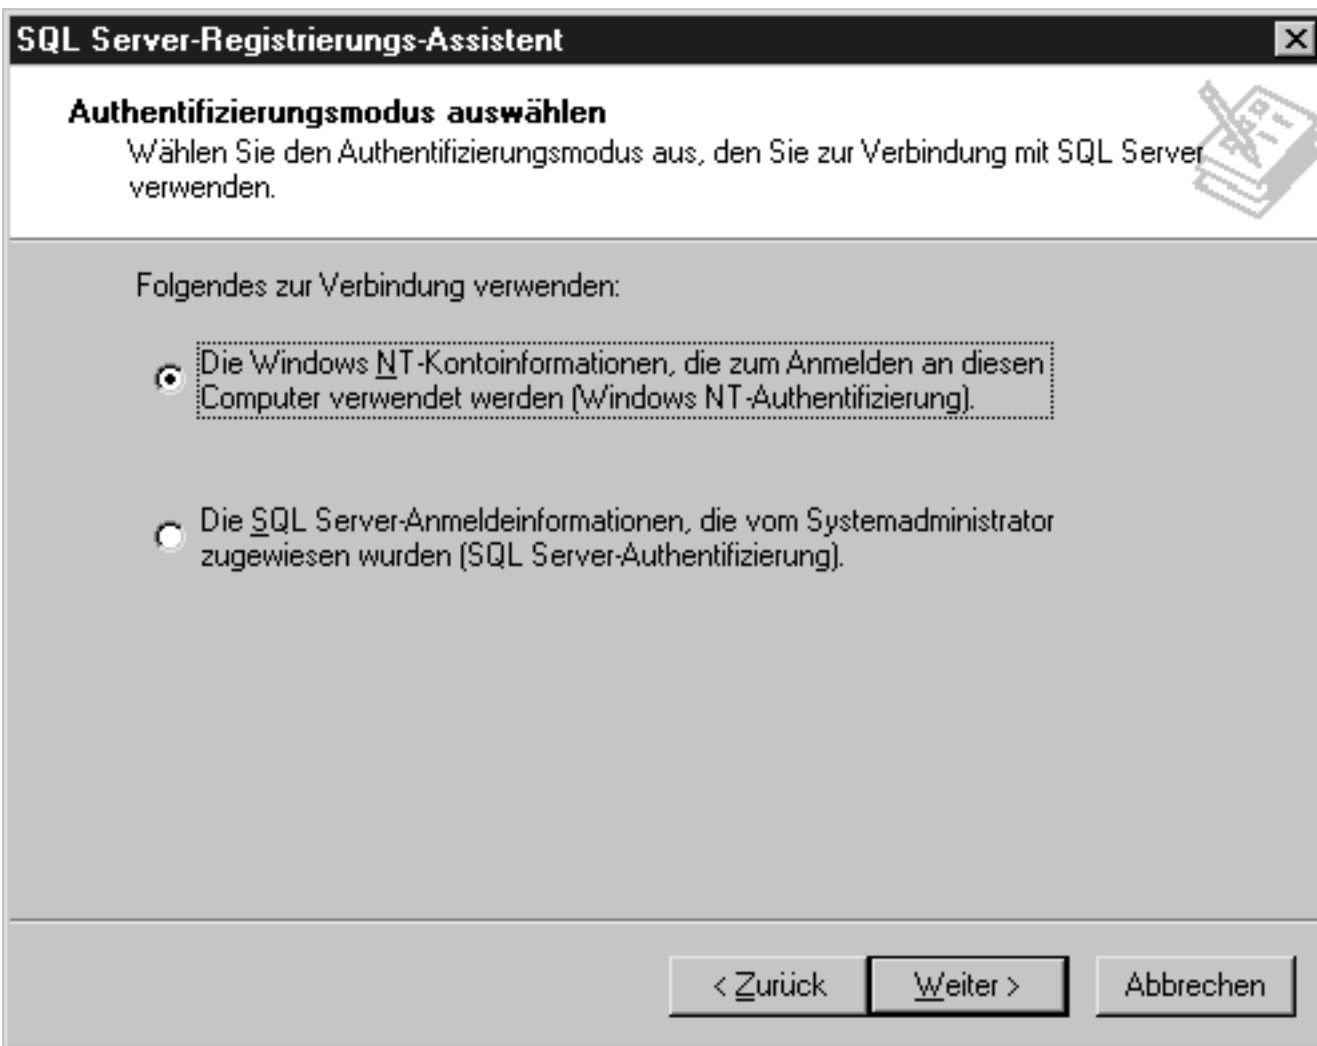 SQL Server-Registrierungs-Assistent
Authentifizierungsmodus auswählen
Wählen Sie den Authentifizierungsmodus aus, den Sie zur Verbindung mit SQL Server
verwenden.
Folgendes zur Verbindung verwenden:
Die Windows NT-Kontoinformationen, die zum Anmelden an diesen
Computer verwendet werden (Windows NT-Authentifizierung).
Die SQL Server-Anmeldeinformationen, die vom Systemadministrator
zugewiesen wurden (SQL Server-Authentifizierung).
< Zurück
Weiter >
Abbrechen